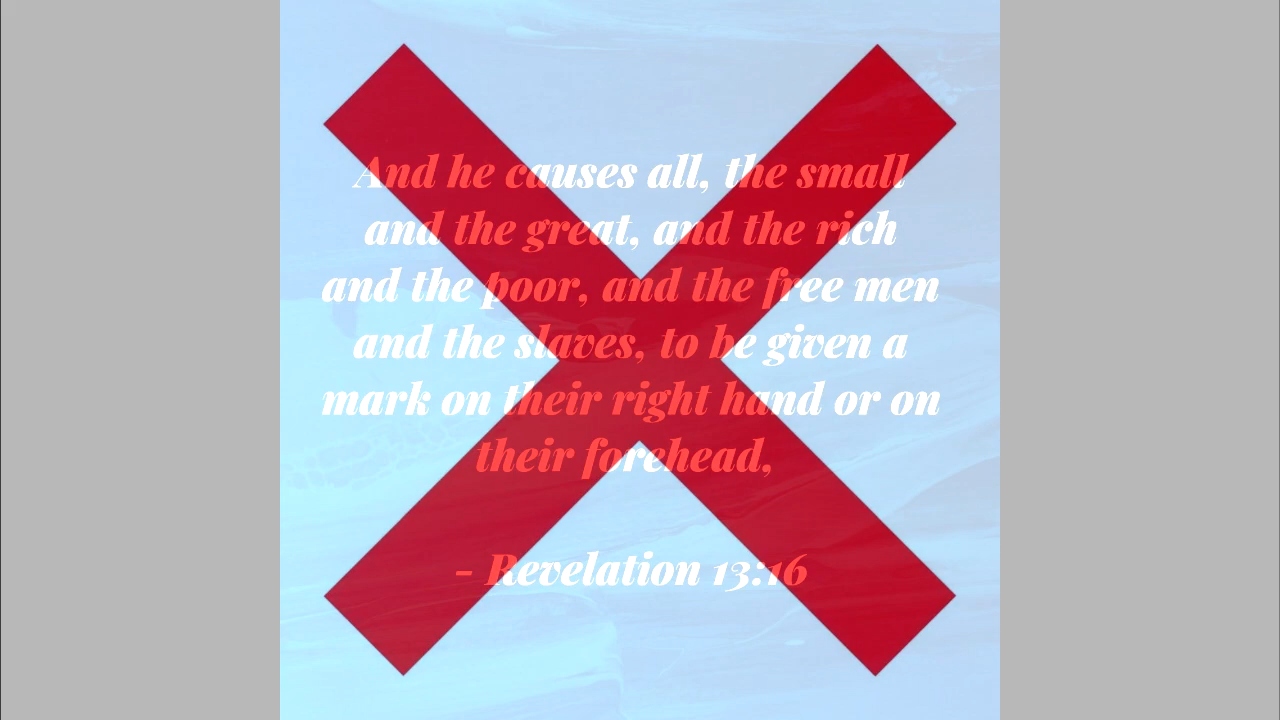 And he causes all, the small
and the great, and the rich
and the poor, and the free men
and the slaves, to be given a
mark on their right hand or on
their forehead,
- Revelation 13:16